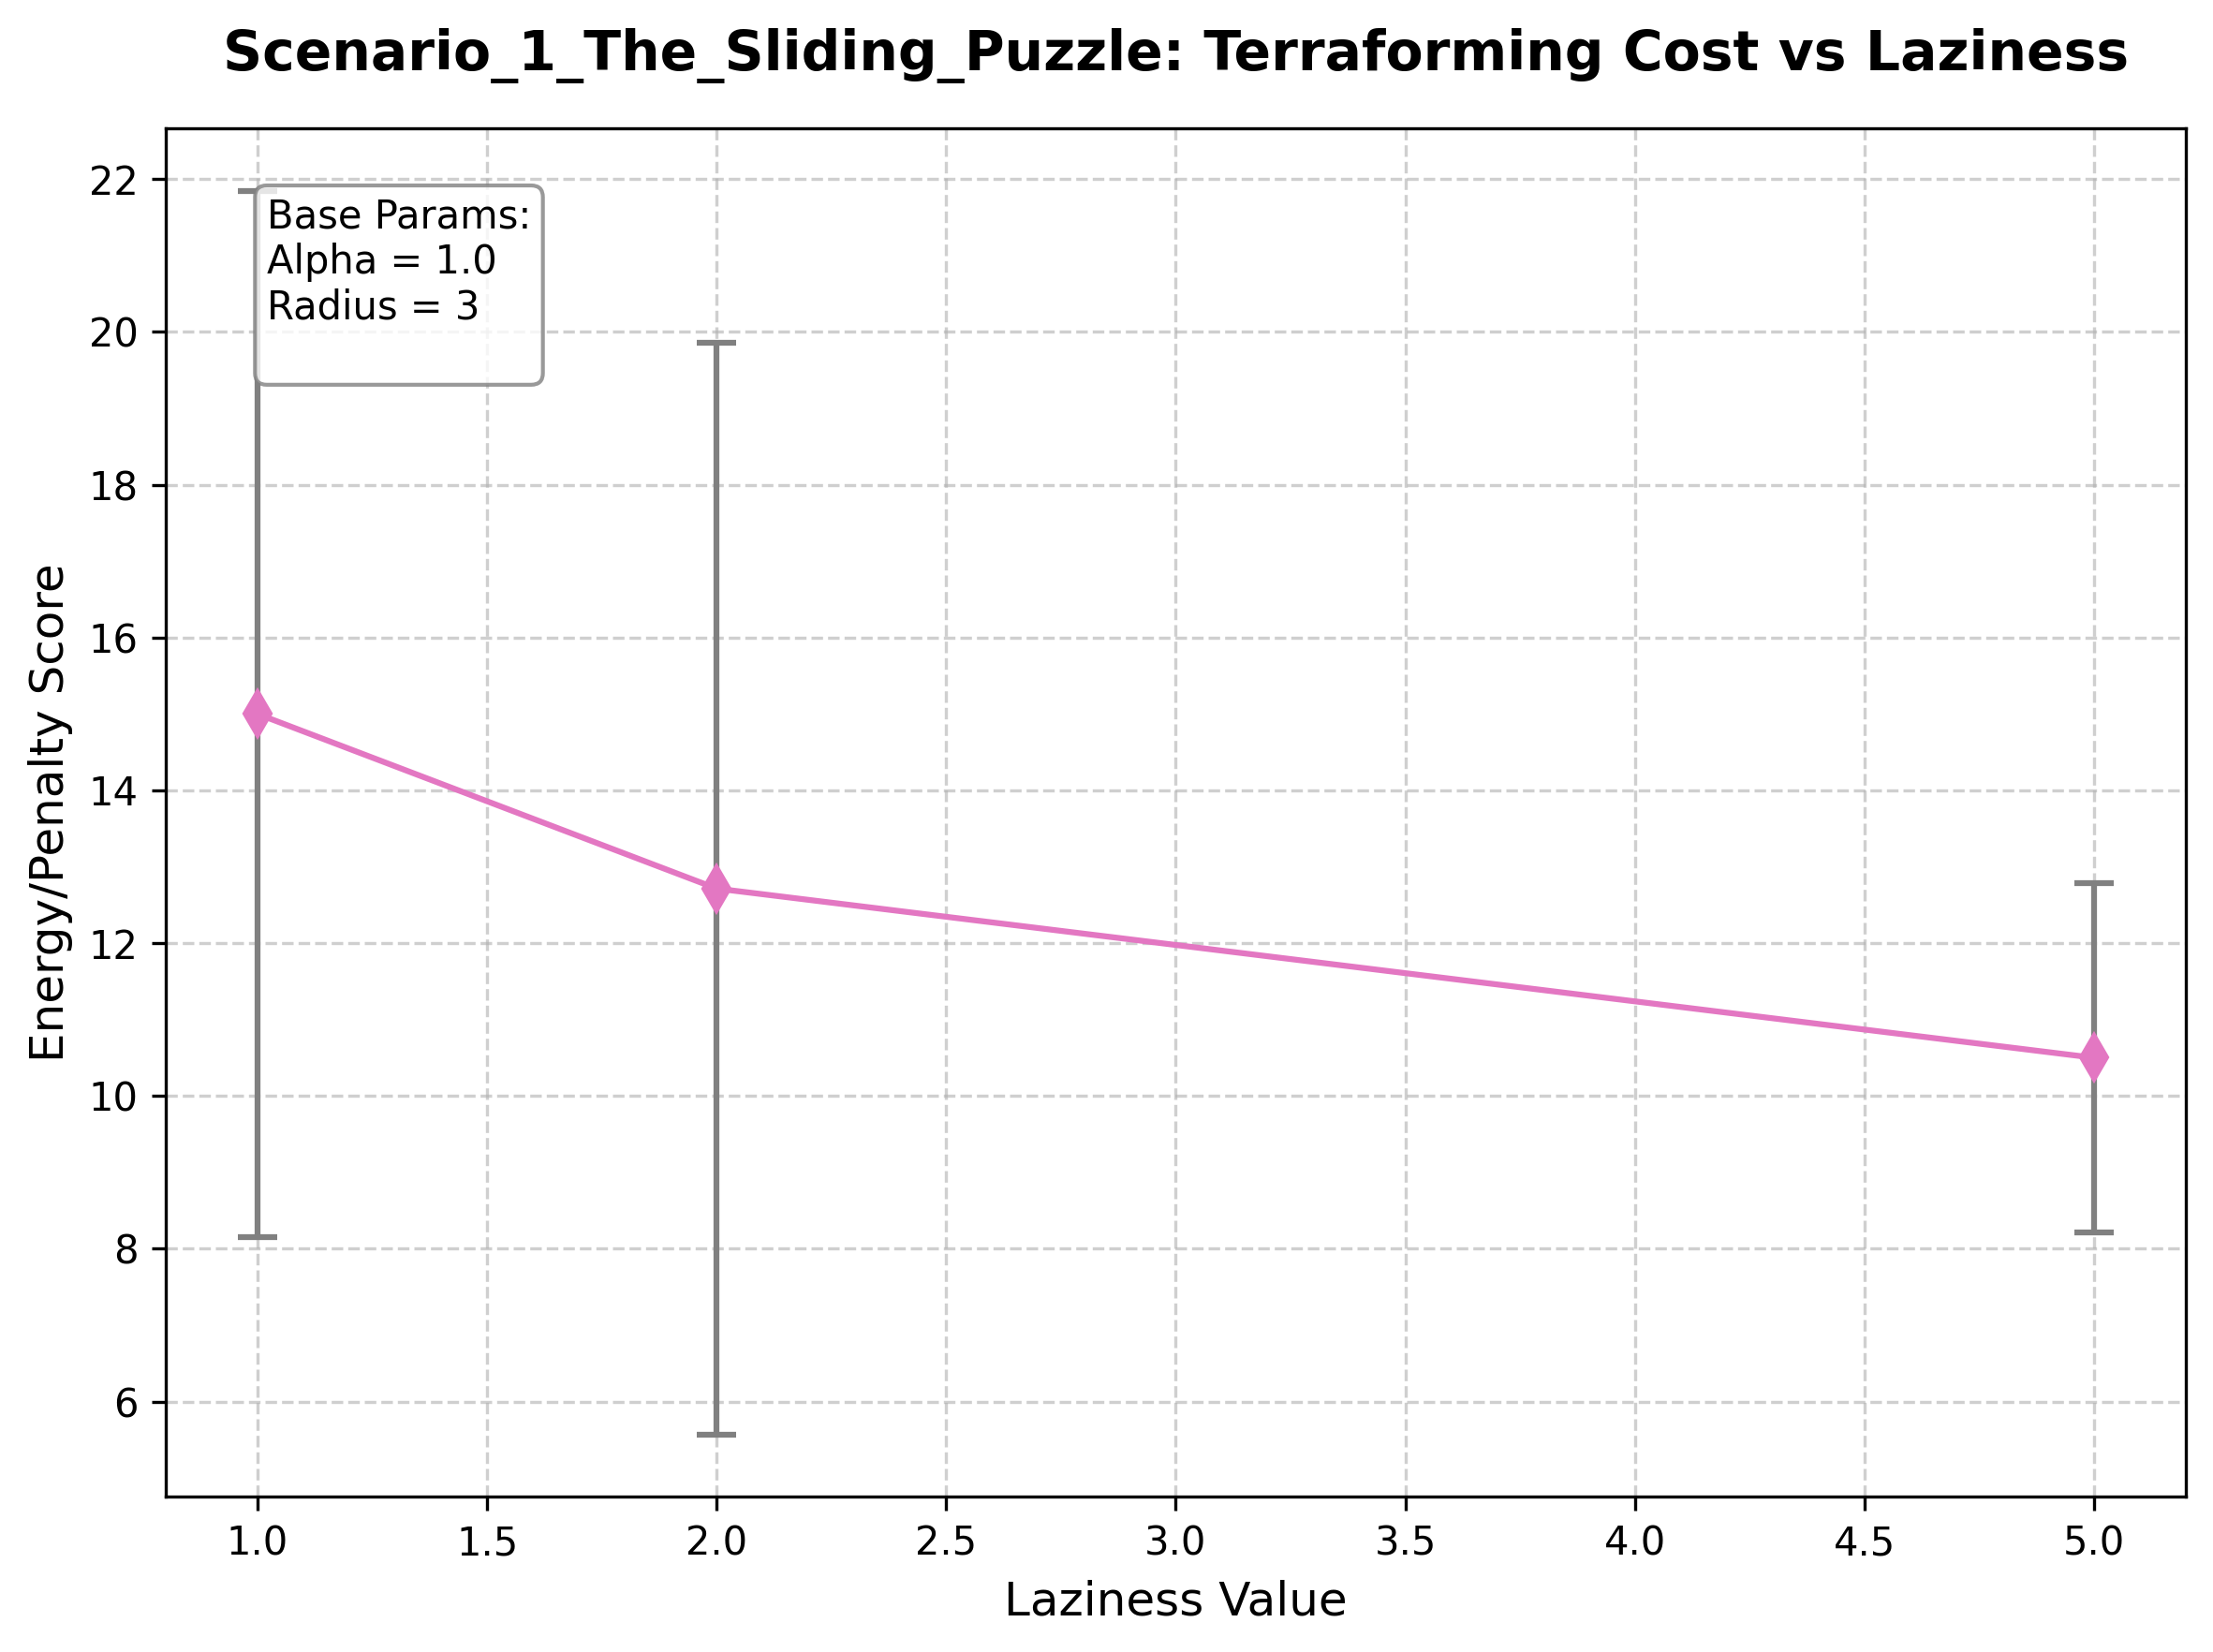 Scenario_1_The_Sliding_Puzzle: Terraforming Cost vs Laziness
Base Params:
Alpha = 1.0
Radius = 3
Energy/Penalty Score
22
20
18
16
14
12
10
8
6
1.0 1.5 2.0 2.5 3.0 3.5 4.0 4.5 5.0
Laziness Value